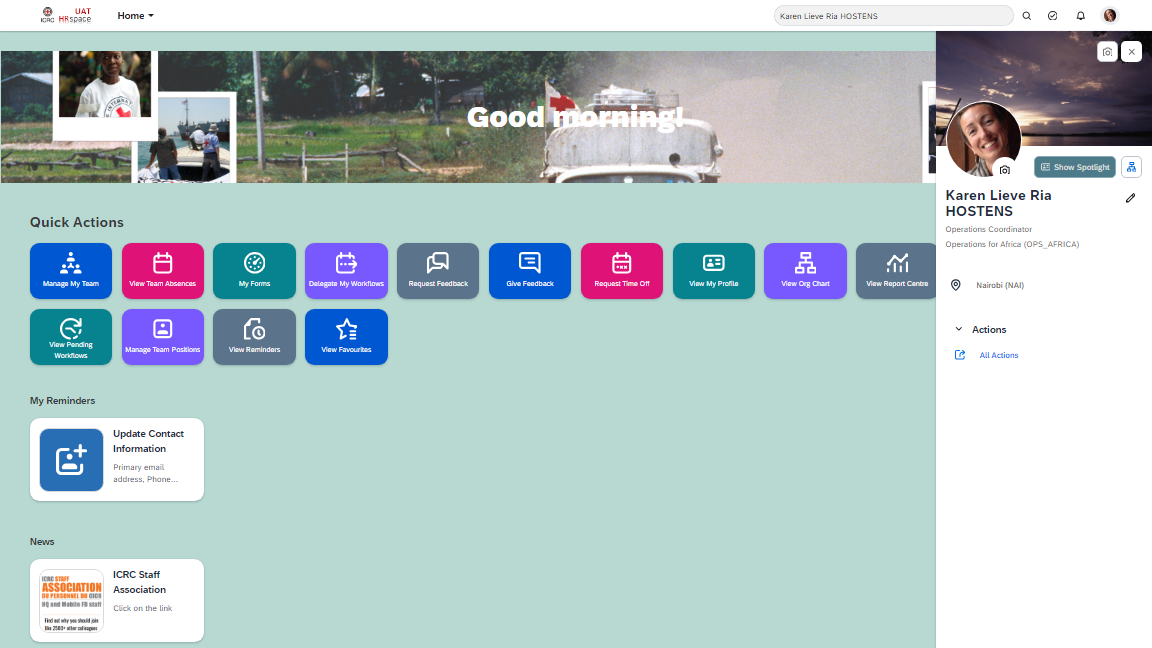 UAT
ICRC HRspace
Home
Karen Lieve Ria HOSTENS
Good morning!
Show Spotlight
Karen Lieve Ria
HOSTENS
Operations Coordinator
Operations for Africa (OPS_AFRICA)
Nairobi (NAI)
Actions
All Actions
Quick Actions
Manage My Team
View Team Absences
My Forms
Delegate My Workflows
Request Feedback
Give Feedback
Request Time Off
View My Profile
View Org Chart
View Report Centre
View Pending
Workflows
Manage Team Positions
View Reminders
View Favourites
My Reminders
Update Contact
Information
Primary email
address, Phone...
News
ICRC STAFF
ASSOCIATION
DU PERSONNEL DU CICR
HQ and Mobile FD staff
Find out why you should join
the 2500+ other colleagues
ICRC Staff
Association
Click on the link